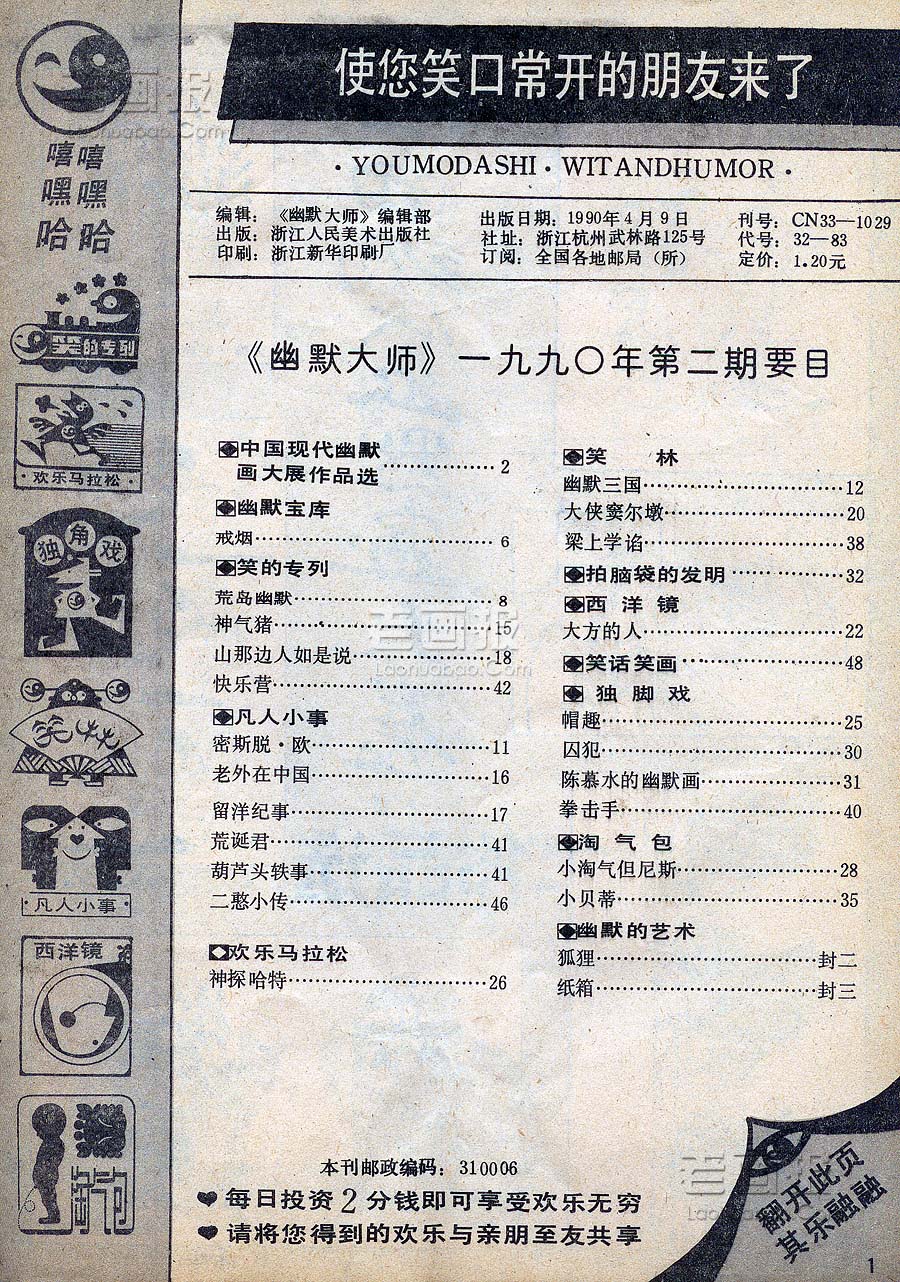 使您笑口常开的朋友来了
·YOUMODASHI·WITANDHUMOR·
编辑：《幽默大师》编辑部
出版：浙江人民美术出版社
印刷：浙江新华印刷厂
出版日期：1990年4月9日
社址：浙江杭州武林路125号
订阅：全国各地邮局（所）
刊号：CN33—1029
代号：32—83
定价：1.20元
《幽默大师》一九九〇年第二期要目
中国现代幽默
画大展作品选……………2
幽默宝库
戒烟……………6
笑的专列
荒岛幽默……………8
神气猪……………15
山那边人如是说……………18
快乐营……………42
凡人小事
密斯脱·欧……………11
老外在中国……………16
留洋纪事……………17
荒诞君……………41
葫芦头轶事……………41
二憨小传……………46
欢乐马拉松
神探哈特……………26
笑 林
幽默三国……………12
大侠窦尔墩……………20
梁上学谄……………38
拍脑袋的发明……………32
西洋镜
大方的人……………22
笑话笑画……………48
独脚戏
帽趣……………25
囚犯……………30
陈慕水的幽默画……………31
拳击手……………40
淘气包
小淘气但尼斯……………28
小贝蒂……………35
幽默的艺术
狐狸……………封二
纸箱……………封三
本刊邮政编码：310006
每日投资2分钱即可享受欢乐无穷
请将您得到的欢乐与亲朋至友共享
翻开此页
其乐融融
1
嘻嘻
嘿嘿
哈哈
笑的专列
·欢乐马拉松·
独角戏
笑林
·凡人小事·
西洋镜
老画报
Laohuabao.Com
老画报
Laohuabao.Com
老画报